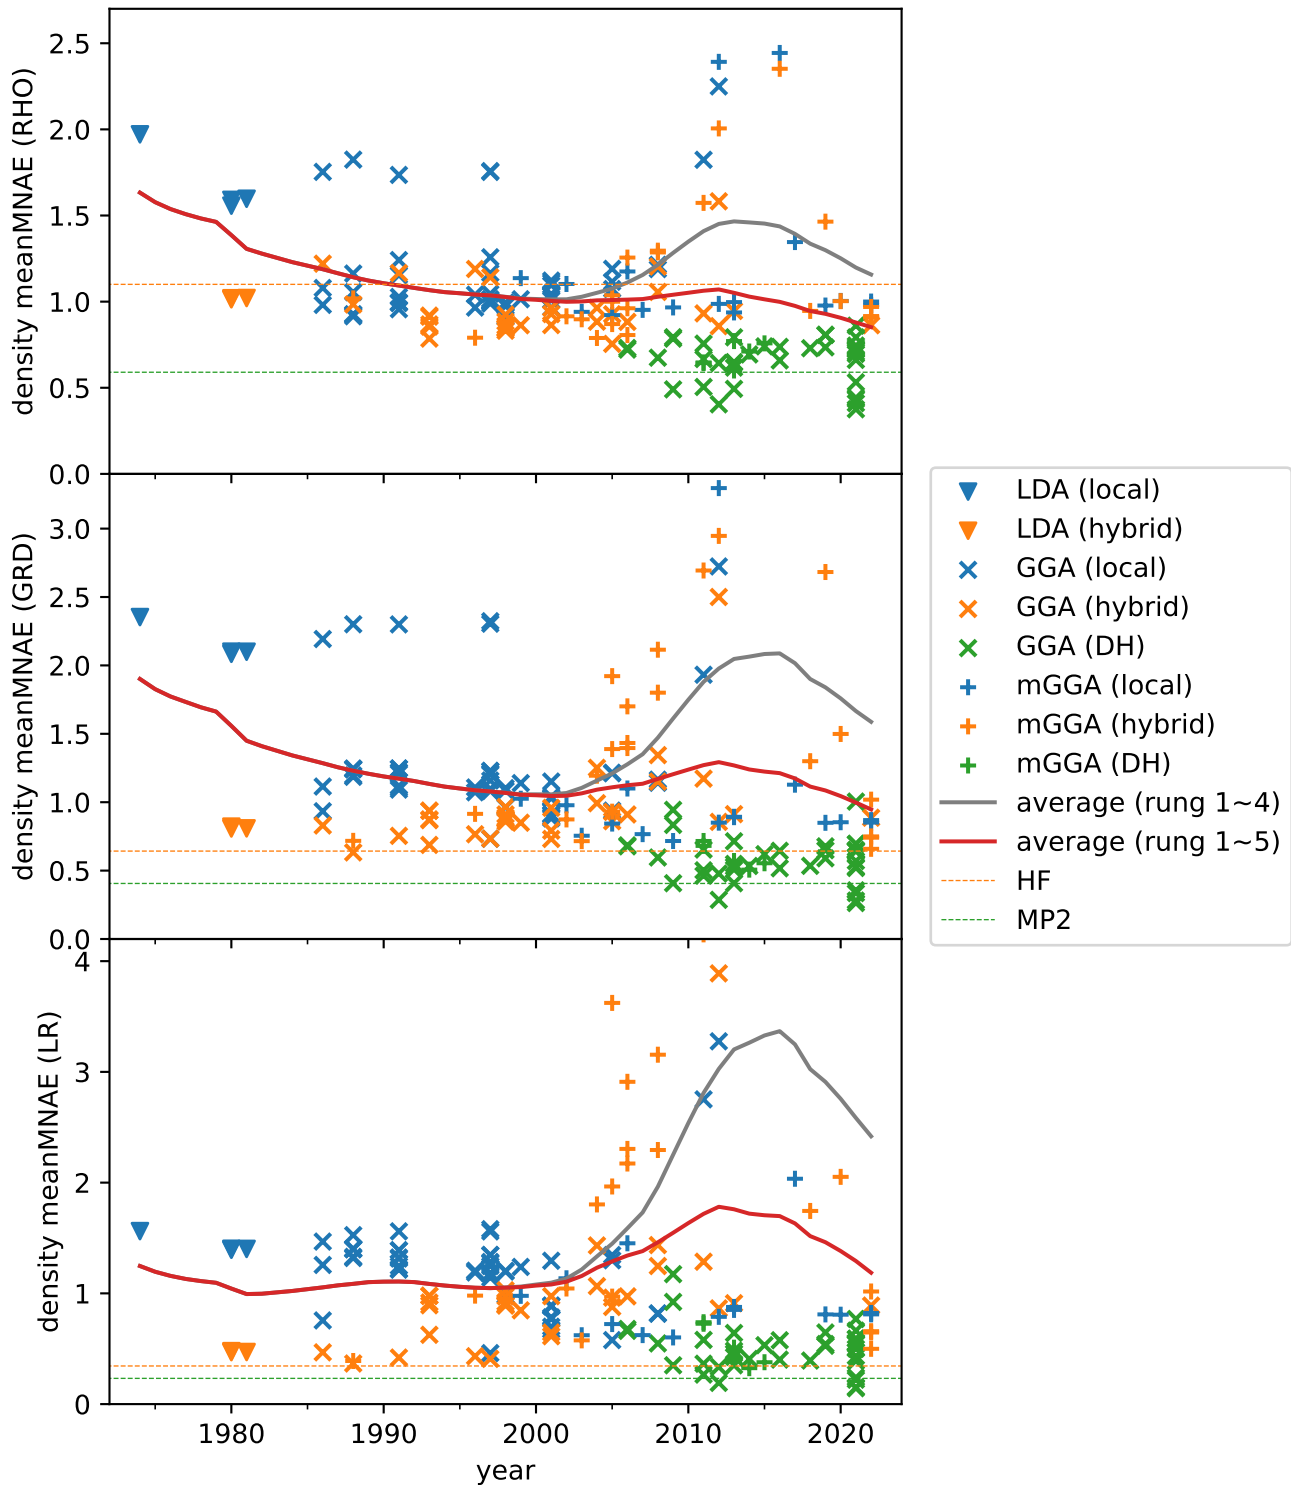 2.5
2.0
1.5
1.0
0.5
0.0
density meanMNAE (RHO)
3.0
2.5
2.0
1.5
1.0
0.5
0.0
density meanMNAE (GRD)
4
3
2
1
0
density meanMNAE (LR)
1980
1990
2000
2010
2020
year
LDA (local)
LDA (hybrid)
GGA (local)
GGA (hybrid)
GGA (DH)
mGGA (local)
mGGA (hybrid)
mGGA (DH)
average (rung 1~4)
average (rung 1~5)
HF
MP2